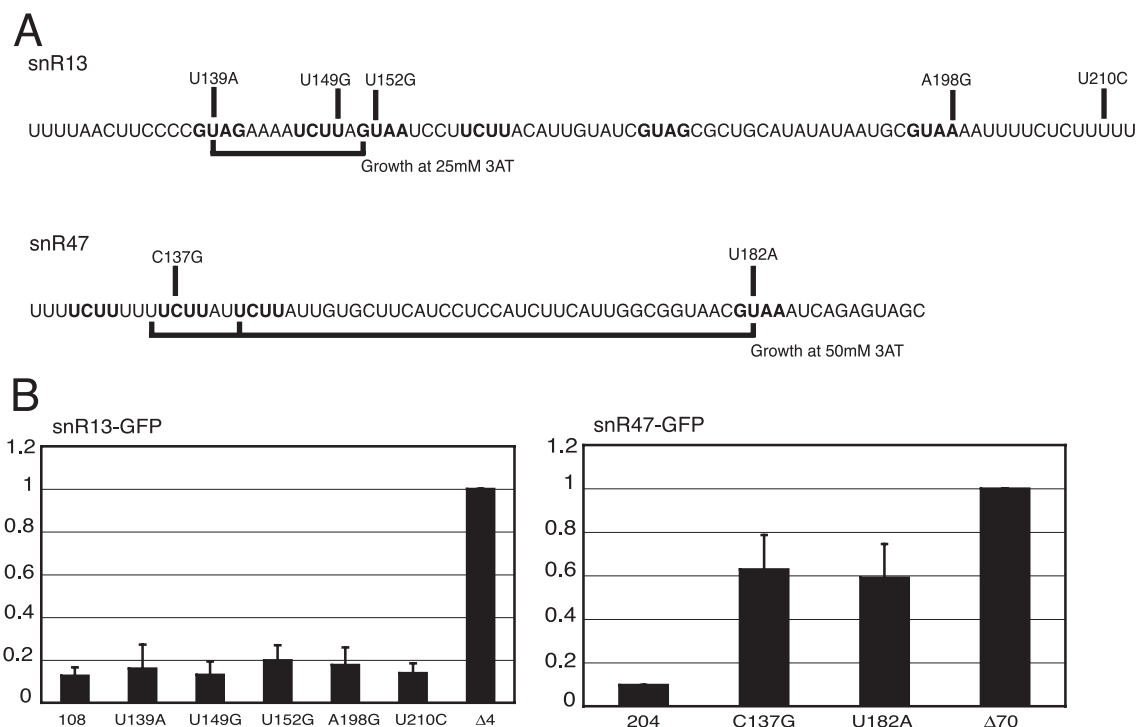 A
snR13
U139A U149G U152G A198G U210C
UUUUAACUUCCCCGUAGAAAAUCUUAGUAAUCCUUCUUACAUUGUAUCGUAGCGCUGCAUAUAUAAUGCGUAAAAUUUUCUCUUUUU
Growth at 25mM 3AT
snR47
C137G U182A
UUUUCUUUUUUCUUAUUCUUAUUGUGCUUCAUCCUCCAUCUUCAUUGGCGGUAACGUAAAUCAGAGUAGC
Growth at 50mM 3AT
B
snR13-GFP
1.2
1
0.8
0.6
0.4
0.2
0
108 U139A U149G U152G A198G U210C Δ4
snR47-GFP
1.2
1
0.8
0.6
0.4
0.2
0
204 C137G U182A Δ70